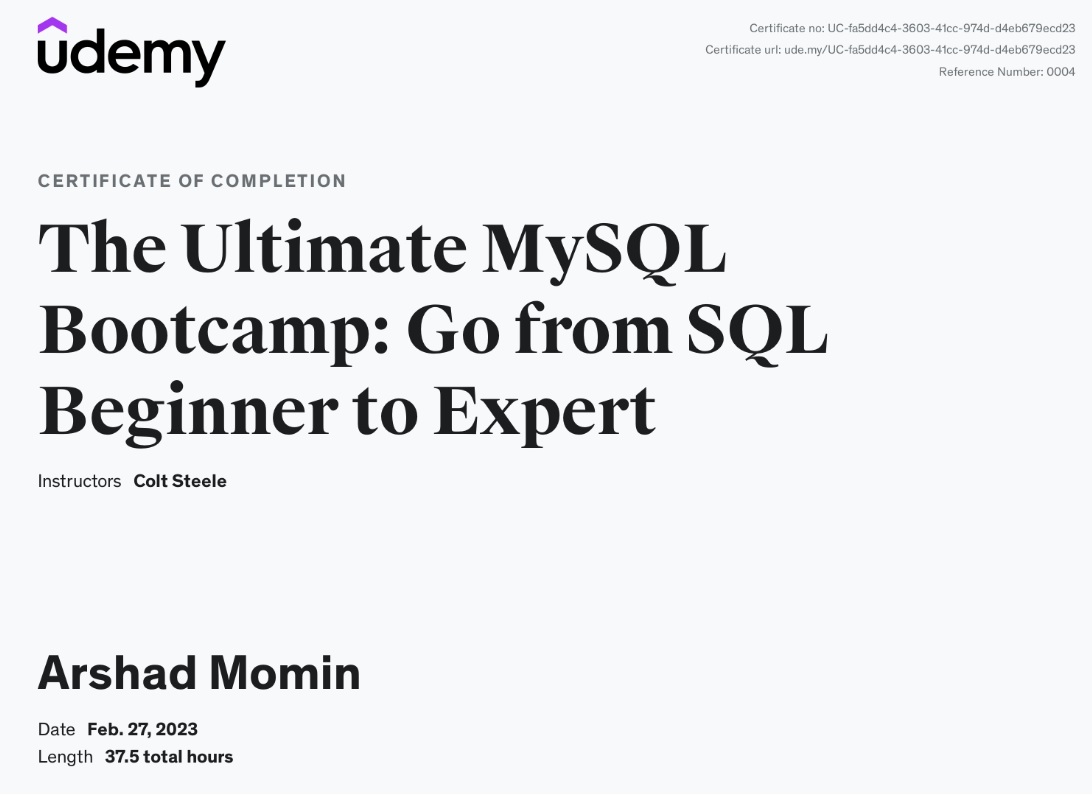 udemy
Certificate no: UC-fa5dd4c4-3603-41cc-974d-d4eb679ecd23
Certificate url: ude.my/UC-fa5dd4c4-3603-41cc-974d-d4eb679ecd23
Reference Number: 0004
CERTIFICATE OF COMPLETION
The Ultimate MySQL
Bootcamp: Go from SQL
Beginner to Expert
Instructors Colt Steele
Arshad Momin
Date Feb. 27, 2023
Length 37.5 total hours